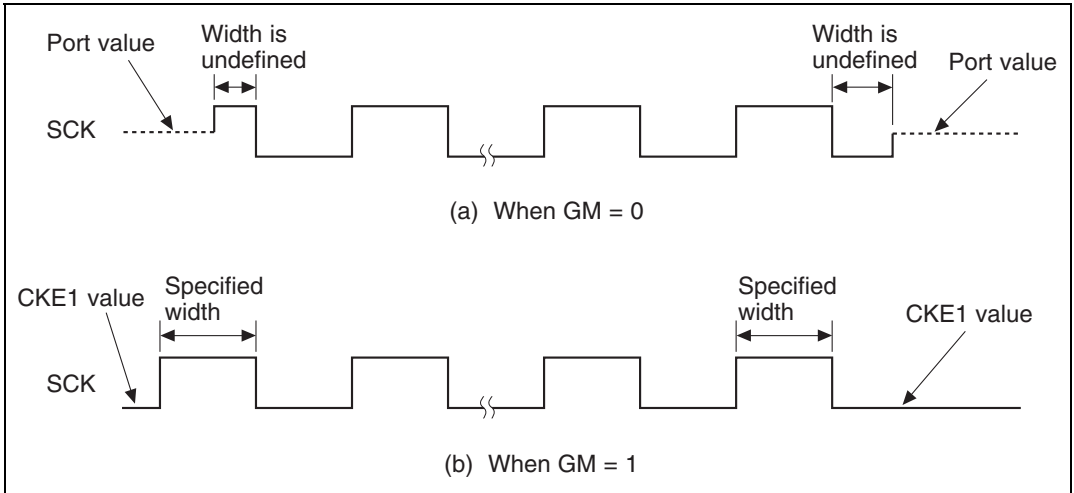 Port value
Width is
undefined
Width is
undefined
Port value
SCK
(a) When GM = 0
CKE1 value
Specified
width
Specified
width
CKE1 value
SCK
(b) When GM = 1